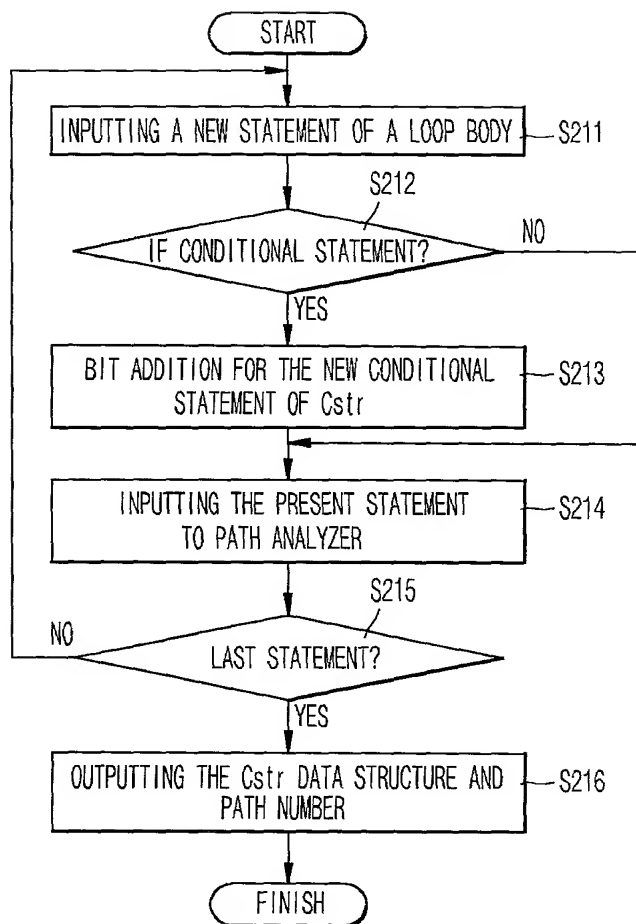 START
INPUTTING A NEW STATEMENT OF A LOOP BODY
S211
S212
IF CONDITIONAL STATEMENT?
NO
YES
BIT ADDITION FOR THE NEW CONDITIONAL
STATEMENT OF Cstr
S213
INPUTTING THE PRESENT STATEMENT
TO PATH ANALYZER
S214
S215
NO
LAST STATEMENT?
YES
OUTPUTTING THE Cstr DATA STRUCTURE AND
PATH NUMBER
S216
FINISH